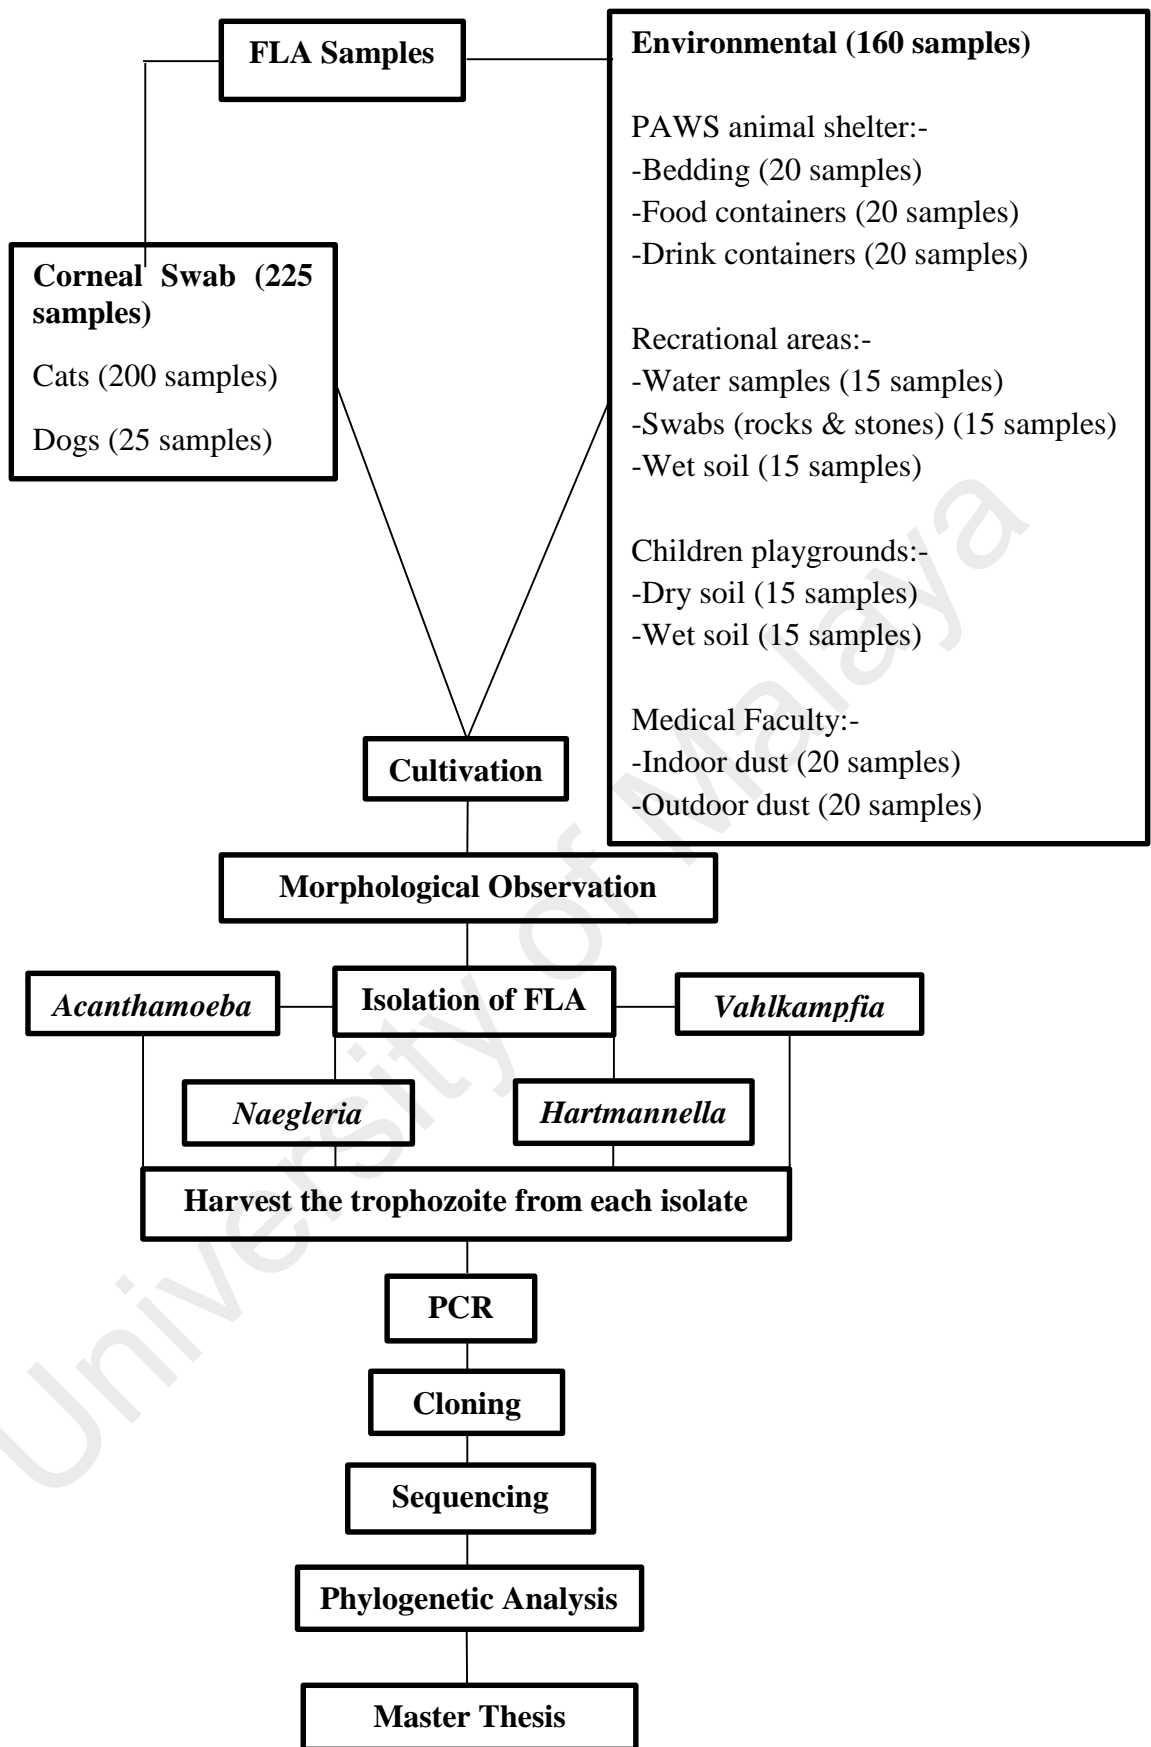 FLA Samples
Environmental (160 samples)
PAWS animal shelter:-
-Bedding (20 samples)
-Food containers (20 samples)
-Drink containers (20 samples)
Recrational areas:-
-Water samples (15 samples)
-Swabs (rocks & stones) (15 samples)
-Wet soil (15 samples)
Children playgrounds:-
-Dry soil (15 samples)
-Wet soil (15 samples)
Medical Faculty:-
-Indoor dust (20 samples)
-Outdoor dust (20 samples)
Corneal Swab (225
samples)
Cats (200 samples)
Dogs (25 samples)
Cultivation
Morphological Observation
Isolation of FLA
Acanthamoeba
Vahlkampfia
Naegleria
Hartmannella
Harvest the trophozoite from each isolate
PCR
Cloning
Sequencing
Phylogenetic Analysis
Master Thesis
University of Malaya